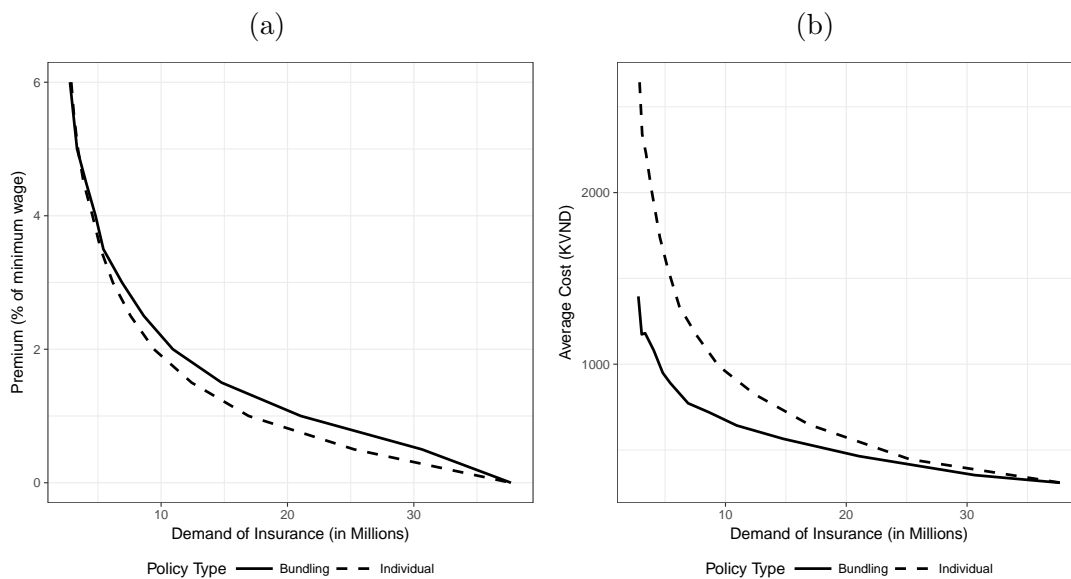 (a)
Premium (% of minimum wage)
6
4
2
0
10
20
30
Demand of Insurance (in Millions)
Policy Type Bundling Individual
(b)
Average Cost (KVND)
2000
1000
10
20
30
Demand of Insurance (in Millions)
Policy Type Bundling Individual